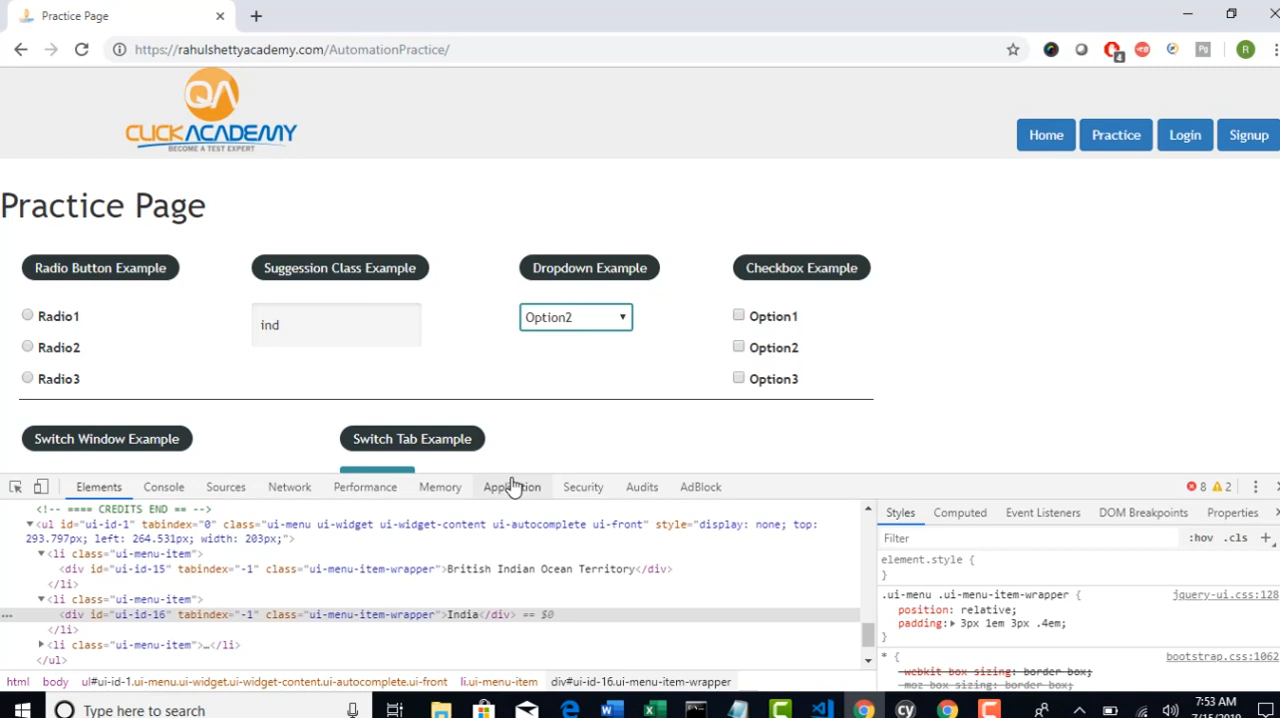 Practice Page
https://rahulshettyacademy.com/AutomationPractice/
4
R
QA
CLICKACADEMY
BECOME A TEST EXPERT
Home Practice Login Signup
Practice Page
Radio Button Example Suggession Class Example Dropdown Example Checkbox Example
Radio1 ind Option2 Option1
Radio2 Option2
Radio3 Option3
Switch Window Example Switch Tab Example
Elements Console Sources Network Performance Memory Application Security Audits AdBlock 8 2
<!-- ==== CREDITS END == -->
<ul id="ui-id-1" tabindex="0" class="ui-menu ui-widget ui-widget-content ui-autocomplete ui-front" style="display: none; top:
293.797px; left: 264.531px; width: 203px;">
<li class="ui-menu-item">
<div id="ui-id-15" tabindex="-1" class="ui-menu-item-wrapper">British Indian Ocean Territory</div>
</li>
<li class="ui-menu-item">
<div id="ui-id-16" tabindex="-1" class="ui-menu-item-wrapper">India</div> == $0
</li>
<li class="ui-menu-item">…</li>
</ul>
html body ul#ui-id-1.ui-menu.ui-widget.ui-widget-content.ui-autocomplete.ui-front li.ui-menu-item div#ui-id-16.ui-menu-item-wrapper
Styles Computed Event Listeners DOM Breakpoints Properties
Filter :hov .cls +
element.style {
}
.ui-menu .ui-menu-item-wrapper { jquery-ui.css:128
position: relative;
padding: 3px 1em 3px .4em;
}
* { bootstrap.css:1062
-webkit-box-sizing: border-box;
-moz-box-sizing: border-box;
Type here to search
cy
7:53 AM